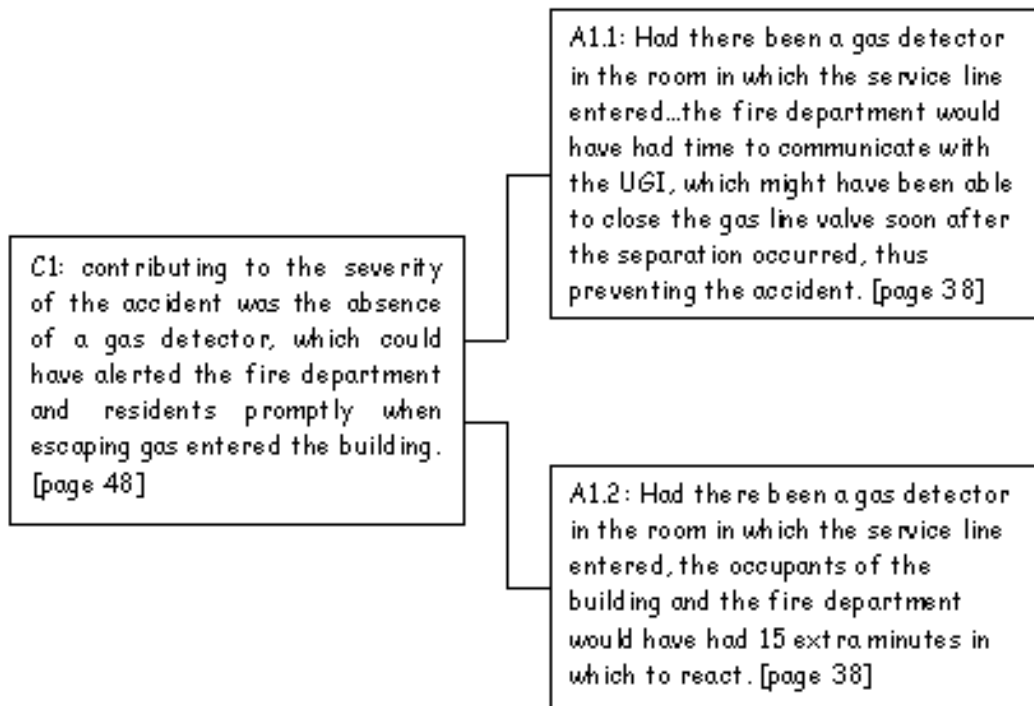 C1: contributing to the severity
of the accident was the absence
of a gas detector, which could
have alerted the fire department
and residents promptly when
escaping gas entered the building.
[page 48]
A1.1: Had there been a gas detector
in the room in which the service line
entered...the fire department would
have had time to communicate with
the UGI, which might have been able
to close the gas line valve soon after
the separation occurred, thus
preventing the accident. [page 38]
A1.2: Had there been a gas detector
in the room in which the service line
entered, the occupants of the
building and the fire department
would have had 15 extra minutes in
which to react. [page 38]